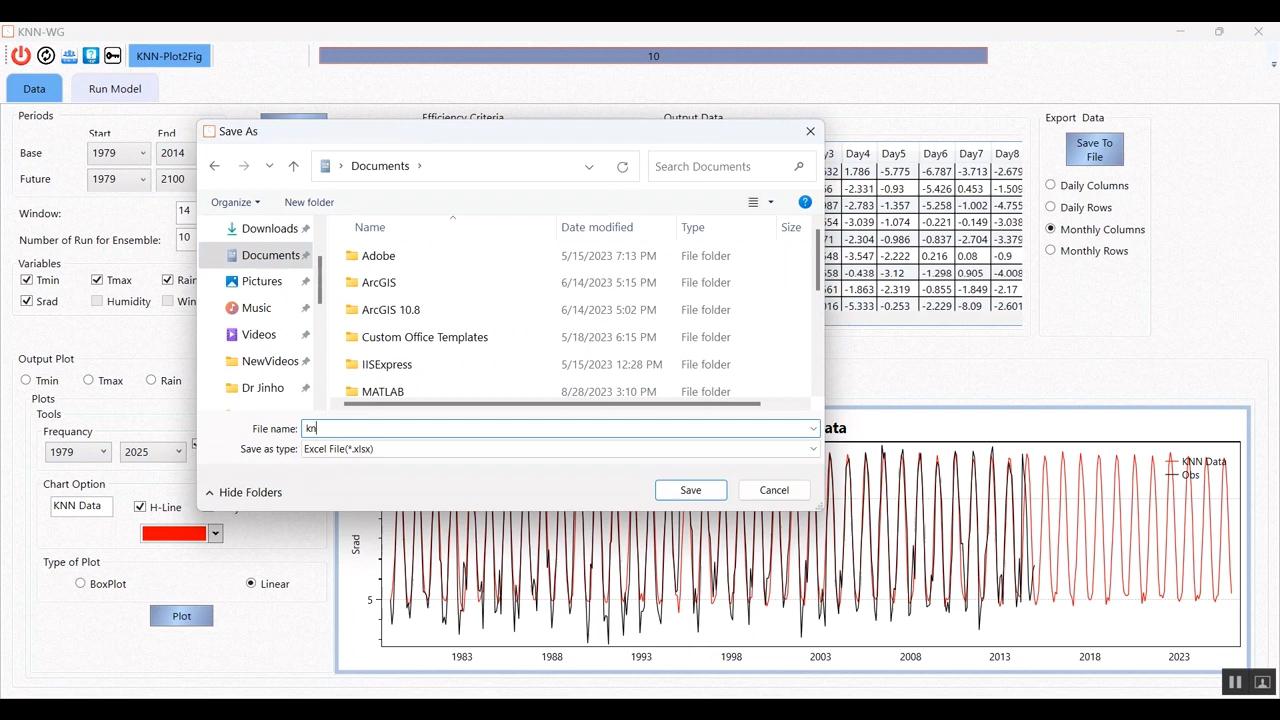 KNN-WG
KNN-Plot2Fig
10
Data
Run Model
Periods
Start End
Base 1979 2014
Future 1979 2100
Window: 14
Number of Run for Ensemble: 10
Variables
Tmin Tmax Rain
Srad Humidity Win
Efficiency Criteria
Output Data
Day4 Day5 Day6 Day7 Day8
1.786 -5.775 -6.787 -3.713 -2.679
-2.331 -0.93 -5.426 0.453 -1.509
-2.783 -1.357 -5.258 -1.002 -4.755
-3.039 -1.074 -0.221 -0.149 -3.038
-2.304 -0.986 -0.837 -2.704 -3.379
-3.547 -2.222 0.216 0.08 -0.9
-0.438 -3.12 -1.298 0.905 -4.008
-1.863 -2.319 -0.855 -1.849 -2.17
-5.333 -0.253 -2.229 -8.09 -2.601
Export Data
Save To
File
Daily Columns
Daily Rows
Monthly Columns
Monthly Rows
Save As
Documents
Search Documents
Organize
New folder
Downloads
Documents
Pictures
Music
Videos
NewVideos
Dr Jinho
Name Date modified Type Size
Adobe 5/15/2023 7:13 PM File folder
ArcGIS 6/14/2023 5:15 PM File folder
ArcGIS 10.8 6/14/2023 5:02 PM File folder
Custom Office Templates 5/18/2023 6:15 PM File folder
IISExpress 5/15/2023 12:28 PM File folder
MATLAB 8/28/2023 3:10 PM File folder
File name: kn
Save as type: Excel File(*.xlsx)
Hide Folders
Save
Cancel
Output Plot
Tmin Tmax Rain
Plots
Tools
Frequency
1979 2025
Chart Option
KNN Data H-Line
Type of Plot
BoxPlot Linear
Plot
ata
KNN Data
Obs
Srad
5
1983 1988 1993 1998 2003 2008 2013 2018 2023